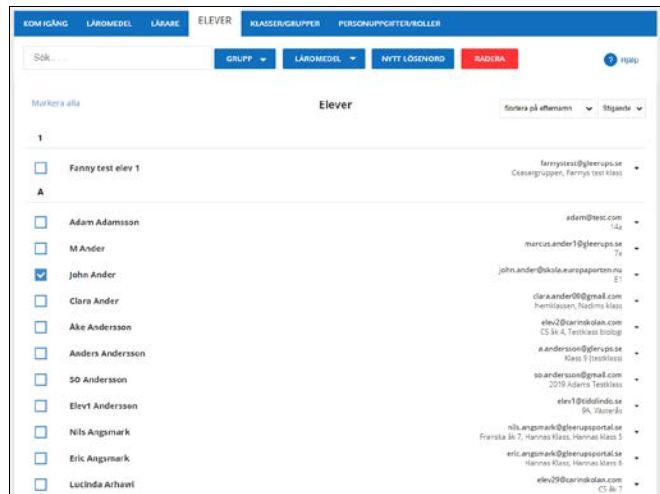 KOM IGÅNG LÄROMEDEL LÄRARE ELEVER KLASSER/GRUPPER PERSONUPPGIFTER/ROLLER
Sök... GRUPP LÄROMEDEL NYTT LÖSENORD RADERA ? Hjälp
Markera alla Elever Sortera på efternamn Stigande
1
Fanny test elev 1 fannystest@gleerups.se
Ceasargruppen, Fannys test klass
A
Adam Adamsson adam@test.com
14a
M Ander marcus.ander1@gleerups.se
7a
John Ander john.ander@skola.europaporten.nu
E1
Clara Ander clara.ander00@gmail.com
hemklassen, Nadims klass
Åke Andersson elev2@carinskolan.com
CS åk 4, Testklass biologi
Anders Andersson a.andersson@glerups.se
Klass 9 (testklass)
SO Andersson so.andersson@gmail.com
2019 Adams Testklass
Elev1 Andersson elev1@tidolindo.se
9A, Västerås
Nils Angsmark nils.angsmark@gleerupsportal.se
Franska åk 7, Hannas Klass, Hannas klass 5
Eric Angsmark eric.angsmark@gleerupsportal.se
Hannas Klass, Hannas klass 6
Lucinda Arhawi elev29@carinskolan.com
CS åk 7